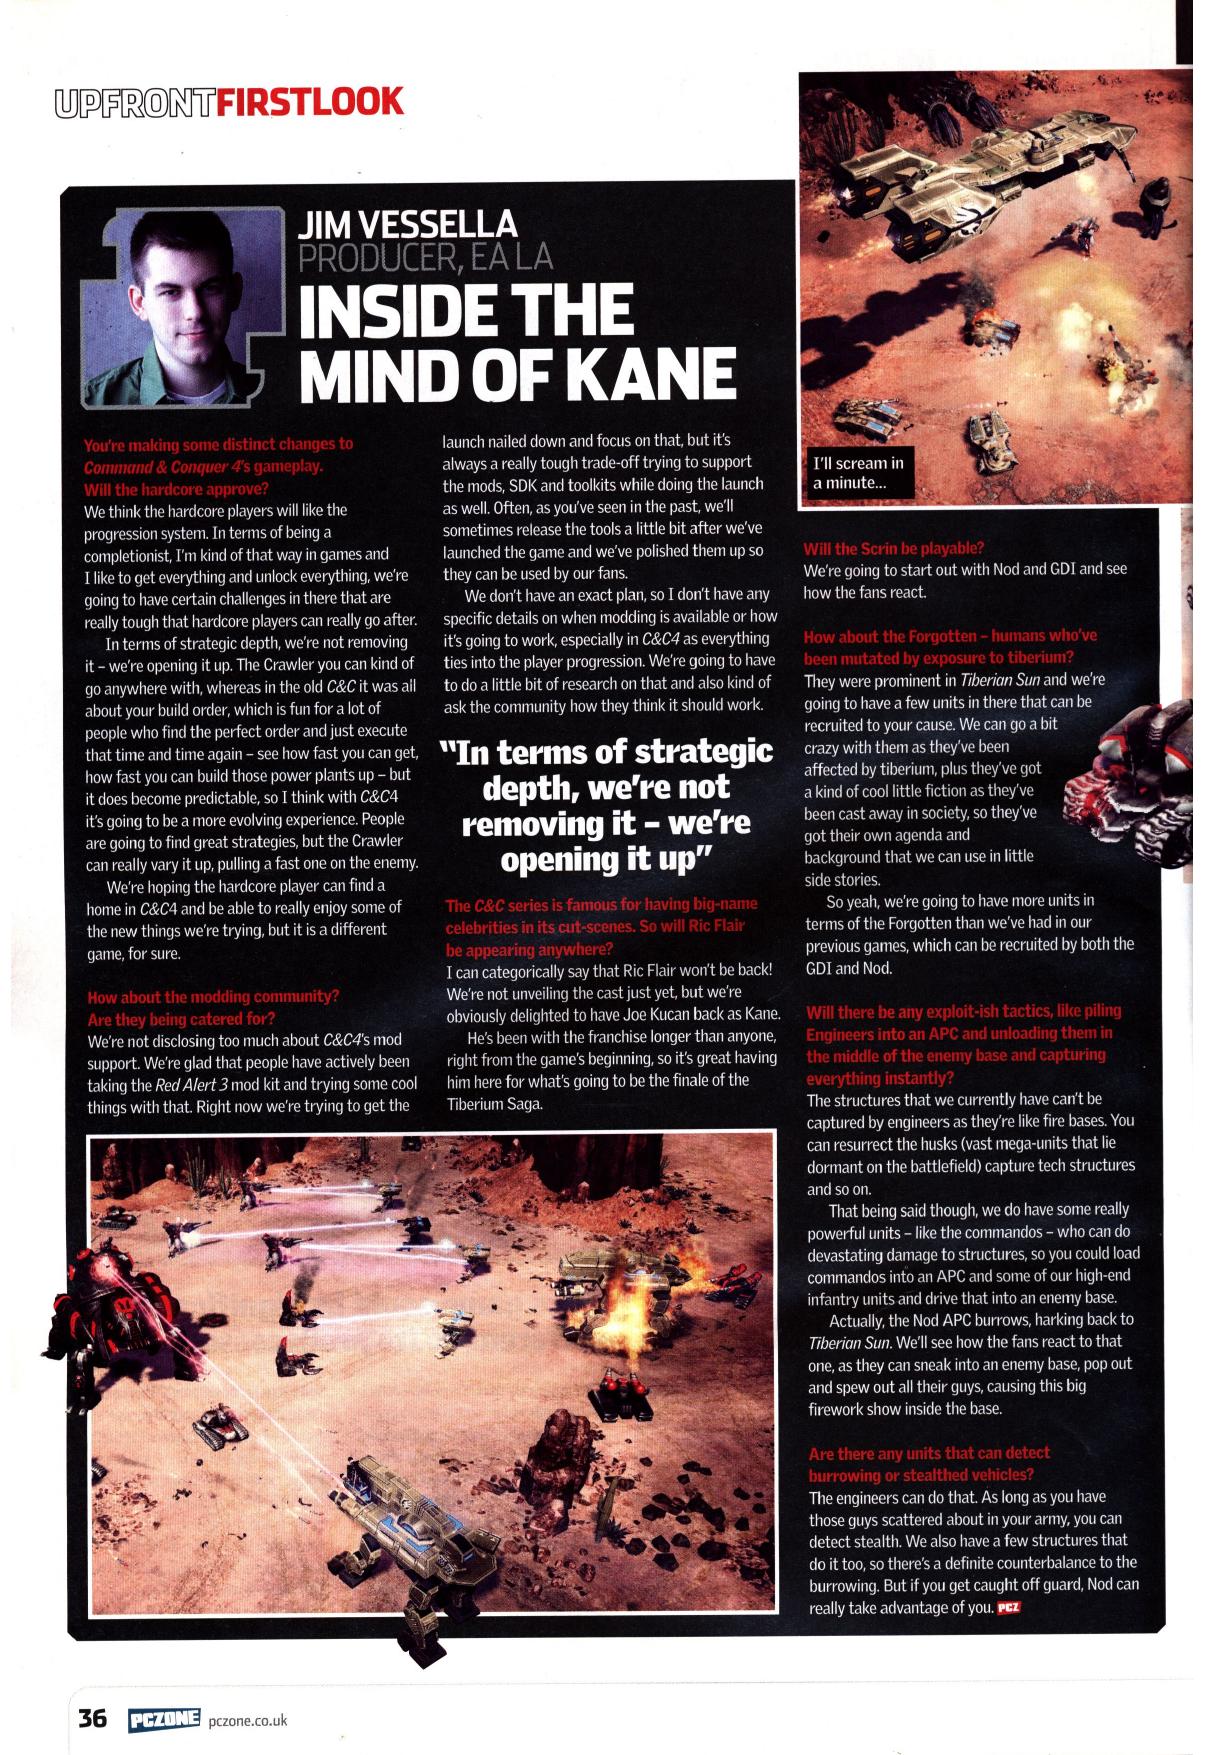 UPFRONTFIRSTLOOK
JIM VESSELLA
PRODUCER, EA LA
INSIDE THE
MIND OF KANE
You're making some distinct changes to
Command & Conquer 4's gameplay.
Will the hardcore approve?
We think the hardcore players will like the
progression system. In terms of being a
completionist, I'm kind of that way in games and
I like to get everything and unlock everything, we're
going to have certain challenges in there that are
really tough that hardcore players can really go after.
In terms of strategic depth, we're not removing
it – we're opening it up. The Crawler you can kind of
go anywhere with, whereas in the old C&C it was all
about your build order, which is fun for a lot of
people who find the perfect order and just execute
that time and time again – see how fast you can get,
how fast you can build those power plants up – but
it does become predictable, so I think with C&C4
it's going to be a more evolving experience. People
are going to find great strategies, but the Crawler
can really vary it up, pulling a fast one on the enemy.
We're hoping the hardcore player can find a
home in C&C4 and be able to really enjoy some of
the new things we're trying, but it is a different
game, for sure.
How about the modding community?
Are they being catered for?
We're not disclosing too much about C&C4's mod
support. We're glad that people have actively been
taking the Red Alert 3 mod kit and trying some cool
things with that. Right now we're trying to get the
launch nailed down and focus on that, but it's
always a really tough trade-off trying to support
the mods, SDK and toolkits while doing the launch
as well. Often, as you've seen in the past, we'll
sometimes release the tools a little bit after we've
launched the game and we've polished them up so
they can be used by our fans.
We don't have an exact plan, so I don't have any
specific details on when modding is available or how
it's going to work, especially in C&C4 as everything
ties into the player progression. We're going to have
to do a little bit of research on that and also kind of
ask the community how they think it should work.
"In terms of strategic
depth, we're not
removing it – we're
opening it up"
The C&C series is famous for having big-name
celebrities in its cut-scenes. So will Ric Flair
be appearing anywhere?
I can categorically say that Ric Flair won't be back!
We're not unveiling the cast just yet, but we're
obviously delighted to have Joe Kucan back as Kane.
He's been with the franchise longer than anyone,
right from the game's beginning, so it's great having
him here for what's going to be the finale of the
Tiberium Saga.
I'll scream in
a minute...
Will the Scrin be playable?
We're going to start out with Nod and GDI and see
how the fans react.
How about the Forgotten – humans who've
been mutated by exposure to tiberium?
They were prominent in Tiberian Sun and we're
going to have a few units in there that can be
recruited to your cause. We can go a bit
crazy with them as they've been
affected by tiberium, plus they've got
a kind of cool little fiction as they've
been cast away in society, so they've
got their own agenda and
background that we can use in little
side stories.
So yeah, we're going to have more units in
terms of the Forgotten than we've had in our
previous games, which can be recruited by both the
GDI and Nod.
Will there be any exploit-ish tactics, like piling
Engineers into an APC and unloading them in
the middle of the enemy base and capturing
everything instantly?
The structures that we currently have can't be
captured by engineers as they're like fire bases. You
can resurrect the husks (vast mega-units that lie
dormant on the battlefield) capture tech structures
and so on.
That being said though, we do have some really
powerful units – like the commandos – who can do
devastating damage to structures, so you could load
commandos into an APC and some of our high-end
infantry units and drive that into an enemy base.
Actually, the Nod APC burrows, harking back to
Tiberian Sun. We'll see how the fans react to that
one, as they can sneak into an enemy base, pop out
and spew out all their guys, causing this big
firework show inside the base.
Are there any units that can detect
burrowing or stealthed vehicles?
The engineers can do that. As long as you have
those guys scattered about in your army, you can
detect stealth. We also have a few structures that
do it too, so there's a definite counterbalance to the
burrowing. But if you get caught off guard, Nod can
really take advantage of you. PCZ
36 PCZONE pczone.co.uk